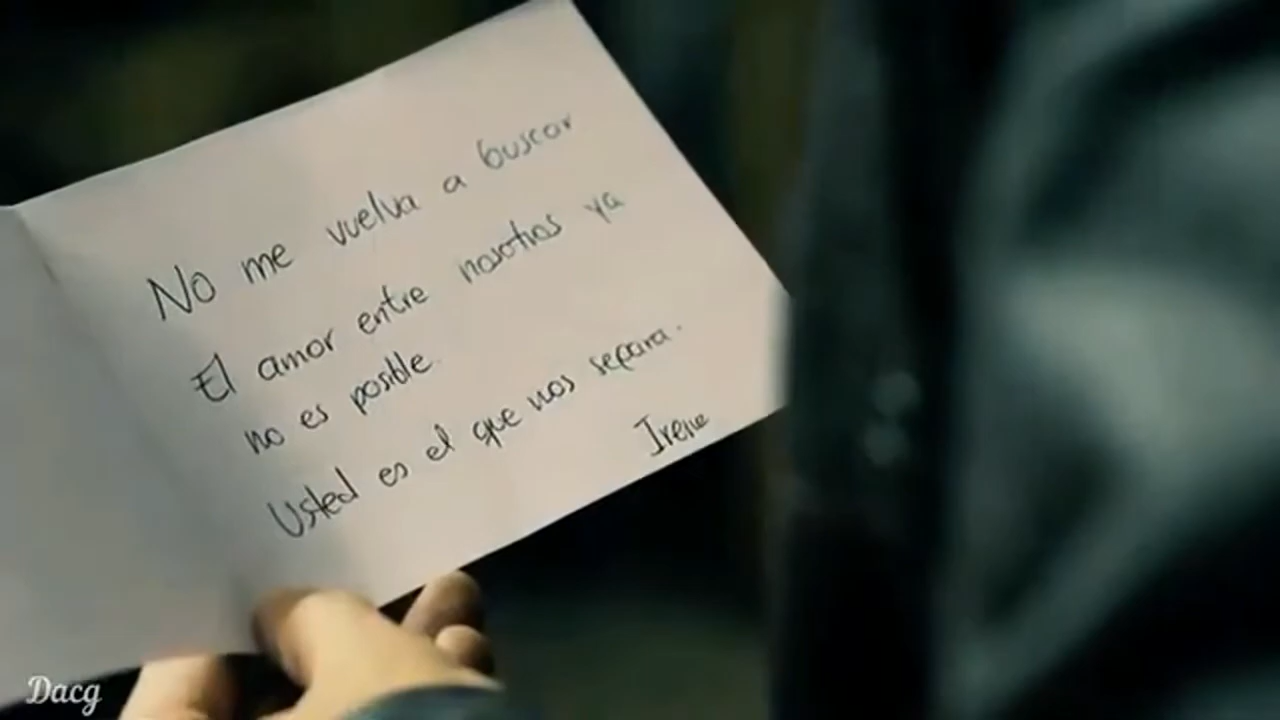 No me vuelva a buscar
El amor entre nosotros ya
no es posible.
Usted es el que nos separa.
Irene
Dacg